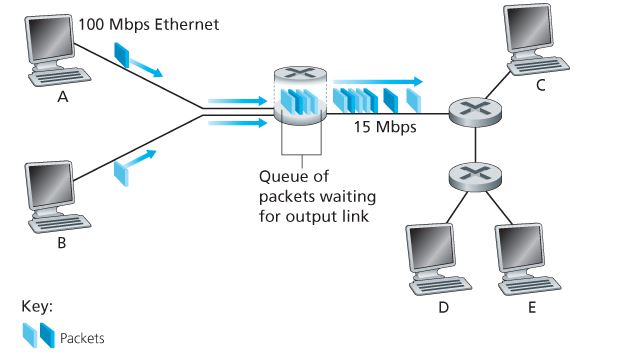 100 Mbps Ethernet
A
C
15 Mbps
Queue of
packets waiting
for output link
B
D
E
Key:
Packets